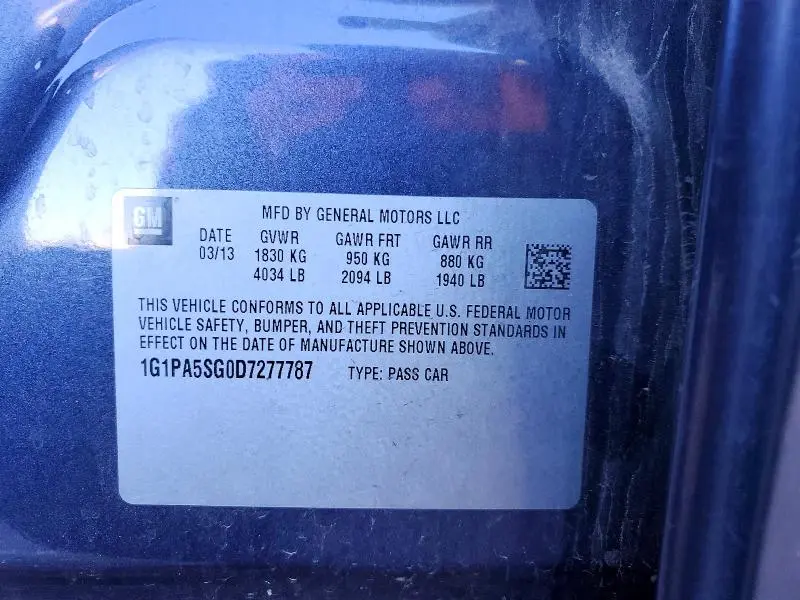 GM
MFD BY GENERAL MOTORS LLC
DATE GVWR GAWR FRT GAWR RR
03/13 1830 KG 950 KG 880 KG
4034 LB 2094 LB 1940 LB
THIS VEHICLE CONFORMS TO ALL APPLICABLE U.S. FEDERAL MOTOR
VEHICLE SAFETY, BUMPER, AND THEFT PREVENTION STANDARDS IN
EFFECT ON THE DATE OF MANUFACTURE SHOWN ABOVE.
1G1PA5SG0D7277787 TYPE: PASS CAR